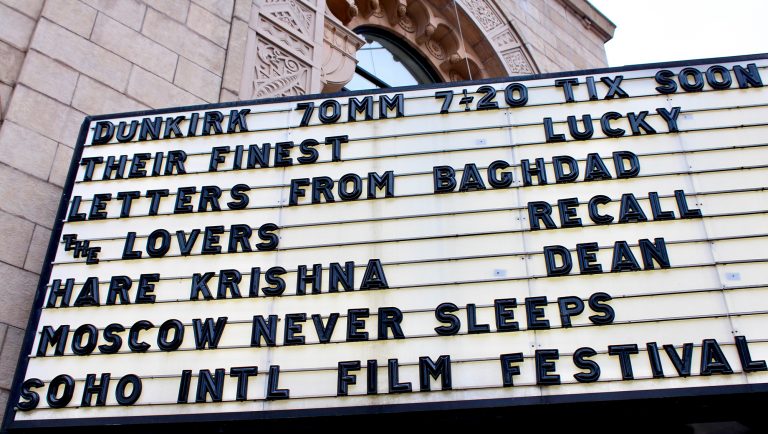 DUNKIRK 70MM 7-20 TIX SOON
THEIR FINEST LUCKY
LETTERS FROM BAGHDAD
THE LOVERS RECALL
HARE KRISHNA DEAN
MOSCOW NEVER SLEEPS
SOHO INTL FILM FESTIVAL